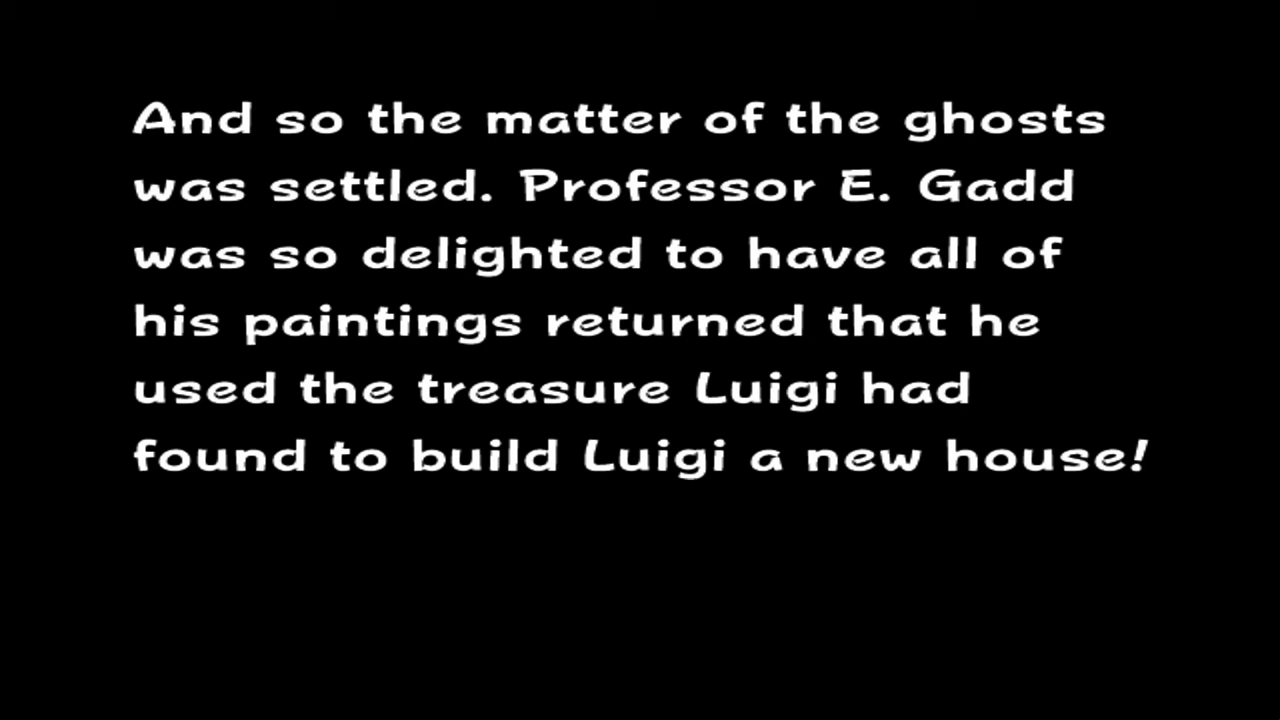 And so the matter of the ghosts
was settled. Professor E. Gadd
was so delighted to have all of
his paintings returned that he
used the treasure Luigi had
found to build Luigi a new house!